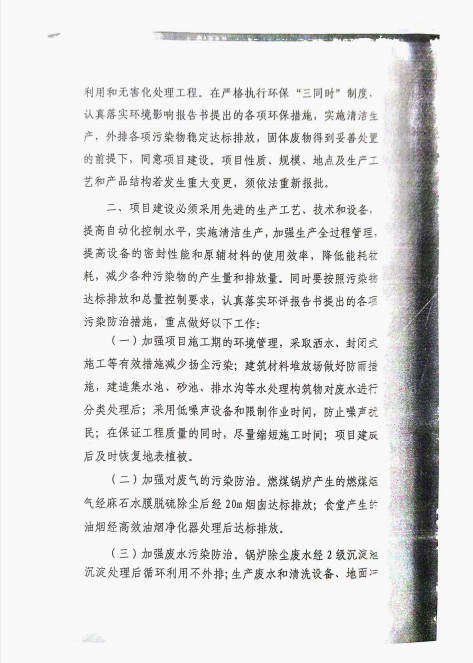 利用和无害化处理工程。在严格执行环保“三同时”制度,
认真落实环境影响报告书提出的各项环保措施,实施清洁生
产,外排各项污染物稳定达标排放,固体废物得到妥善处置
的前提下,同意项目建设。项目性质、规模、地点及生产工
艺和产品结构若发生重大变更,须依法重新报批。
二、项目建设必须采用先进的生产工艺、技术和设备,
提高自动化控制水平,实施清洁生产,加强生产全过程管理,
提高设备的密封性能和原辅材料的使用效率,降低能耗物
耗,减少各种污染物的产生量和排放量。同时要按照污染物
达标排放和总量控制要求,认真落实环评报告书提出的各项
污染防治措施,重点做好以下工作:
(一)加强项目施工期的环境管理,采取洒水、封闭式
施工等有效措施减少扬尘污染;建筑材料堆放场做好防雨措
施,建造集水池、砂池、排水沟等水处理构筑物对废水进行
分类处理后;采用低噪声设备和限制作业时间,防止噪声扰
民;在保证工程质量的同时,尽量缩短施工时间;项目建成
后及时恢复地表植被。
(二)加强对废气的污染防治。燃煤锅炉产生的燃煤烟
气经麻石水膜脱硫除尘后经20m烟囱达标排放;食堂产生的
油烟经高效油烟净化器处理后达标排放。
(三)加强废水污染防治。锅炉除尘废水经2级沉淀池
沉淀处理后循环利用不外排;生产废水和清洗设备、地面